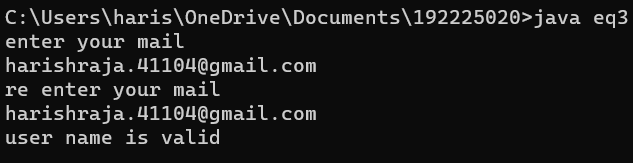 C:\Users\haris\OneDrive\Documents\192225020>java eq3
enter your mail
harishraja.41104@gmail.com
re enter your mail
harishraja.41104@gmail.com
user name is valid